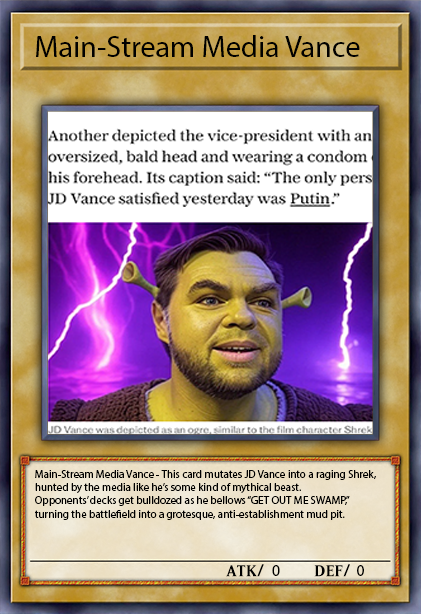 Main-Stream Media Vance
Another depicted the vice-president with an
oversized, bald head and wearing a condom
his forehead. Its caption said: “The only pers
JD Vance satisfied yesterday was Putin.”
JD Vance was depicted as an ogre, similar to the film character Shrek
Main-Stream Media Vance - This card mutates JD Vance into a raging Shrek,
hunted by the media like he’s some kind of mythical beast.
Opponents’ decks get bulldozed as he bellows “GET OUT ME SWAMP,”
turning the battlefield into a grotesque, anti-establishment mud pit.
ATK/ 0 DEF/ 0